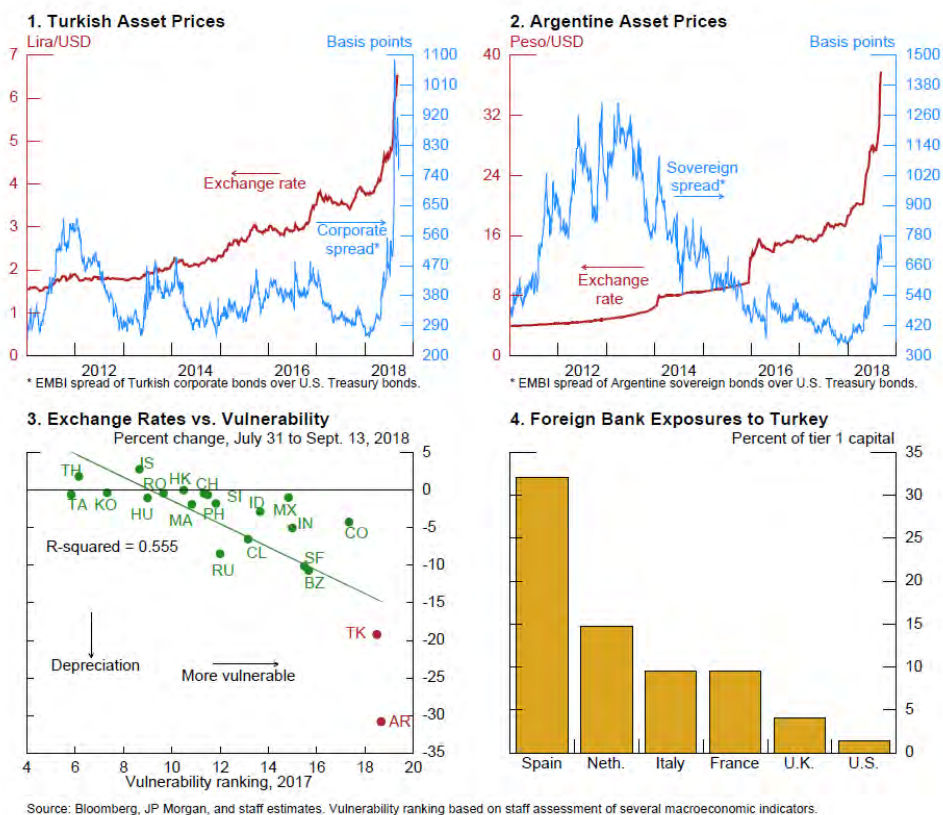 1. Turkish Asset Prices
Lira/USD
Basis points
7
6
5
4
3
2
1
0
1100
1010
920
830
740
650
560
470
380
290
200
Exchange rate
Corporate
spread*
2012
2014
2016
2018
* EMBI spread of Turkish corporate bonds over U.S. Treasury bonds.
2. Argentine Asset Prices
Peso/USD
Basis points
40
32
24
16
8
0
1500
1380
1260
1140
1020
900
780
660
540
420
300
Sovereign
spread*
Exchange
rate
2012
2014
2016
2018
* EMBI spread of Argentine sovereign bonds over U.S. Treasury bonds.
3. Exchange Rates vs. Vulnerability
Percent change, July 31 to Sept. 13, 2018
5
0
-5
-10
-15
-20
-25
-30
-35
TH
IS
TA
KO
RO
HK
CH
HU
MA
PH
SI
ID
MX
IN
CO
RU
CL
SF
BZ
TK
AR
R-squared = 0.555
Depreciation
More vulnerable
4 6 8 10 12 14 16 18 20
Vulnerability ranking, 2017
4. Foreign Bank Exposures to Turkey
Percent of tier 1 capital
35
30
25
20
15
10
5
0
Spain Neth. Italy France U.K. U.S.
Source: Bloomberg, JP Morgan, and staff estimates. Vulnerability ranking based on staff assessment of several macroeconomic indicators.